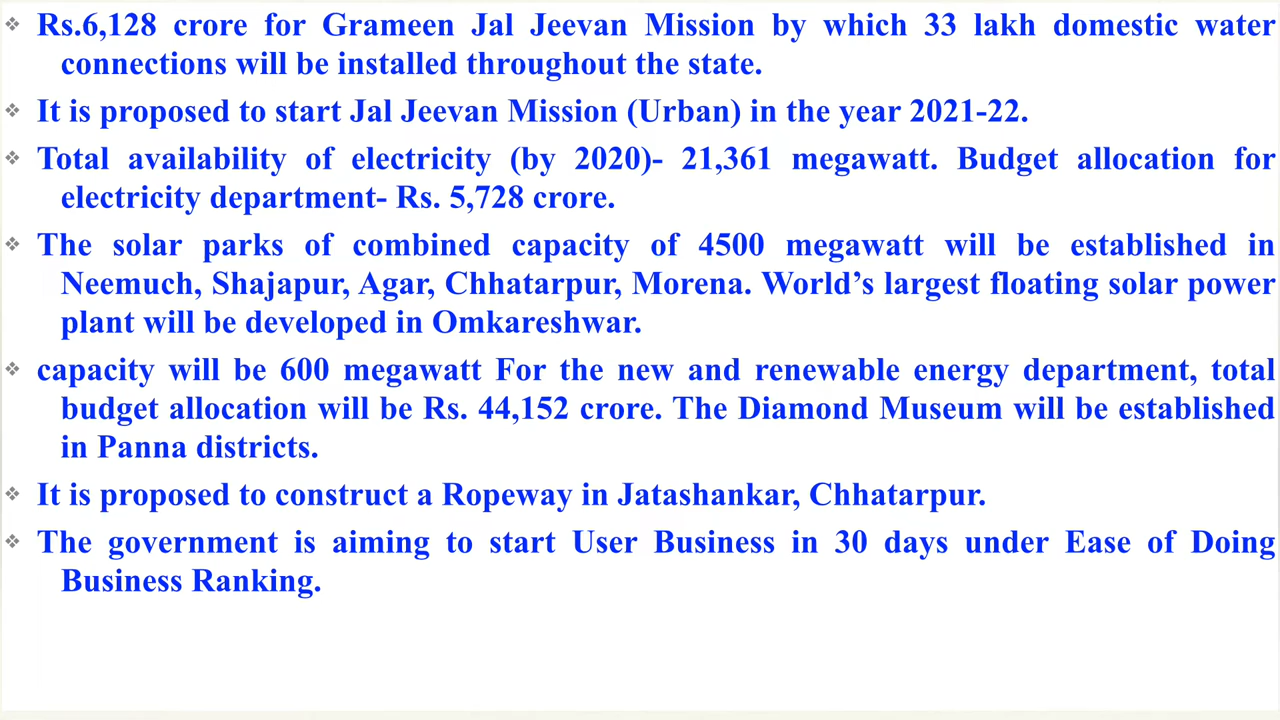 ❖ Rs.6,128 crore for Grameen Jal Jeevan Mission by which 33 lakh domestic water
connections will be installed throughout the state.
❖ It is proposed to start Jal Jeevan Mission (Urban) in the year 2021-22.
❖ Total availability of electricity (by 2020)- 21,361 megawatt. Budget allocation for
electricity department- Rs. 5,728 crore.
❖ The solar parks of combined capacity of 4500 megawatt will be established in
Neemuch, Shajapur, Agar, Chhatarpur, Morena. World’s largest floating solar power
plant will be developed in Omkareshwar.
❖ capacity will be 600 megawatt For the new and renewable energy department, total
budget allocation will be Rs. 44,152 crore. The Diamond Museum will be established
in Panna districts.
❖ It is proposed to construct a Ropeway in Jatashankar, Chhatarpur.
❖ The government is aiming to start User Business in 30 days under Ease of Doing
Business Ranking.